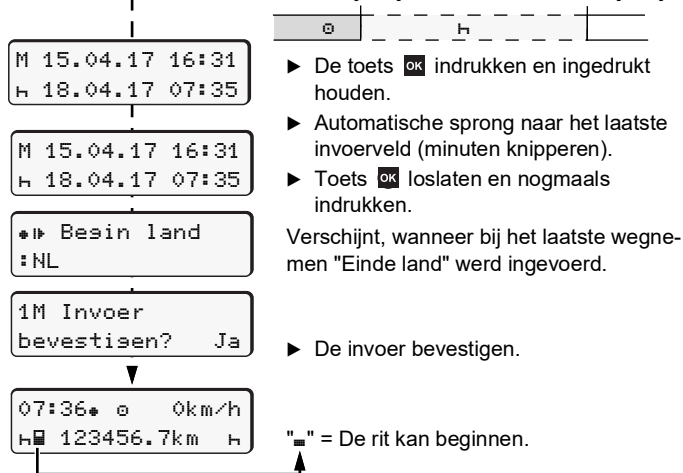 M 15.04.17 16:31
h 18.04.17 07:35
► De toets OK indrukken en ingedrukt
houden.
► Automatische sprong naar het laatste
invoerveld (minuten knipperen).
M 15.04.17 16:31
h 18.04.17 07:35
► Toets OK loslaten en nogmaals
indrukken.
Begin land
:NL
Verschijnt, wanneer bij het laatste wegne-
men "Einde land" werd ingevoerd.
1M Invoer
bevestigen? Ja
► De invoer bevestigen.
07:36 0km/h
h 123456.7km h
"" = De rit kan beginnen.